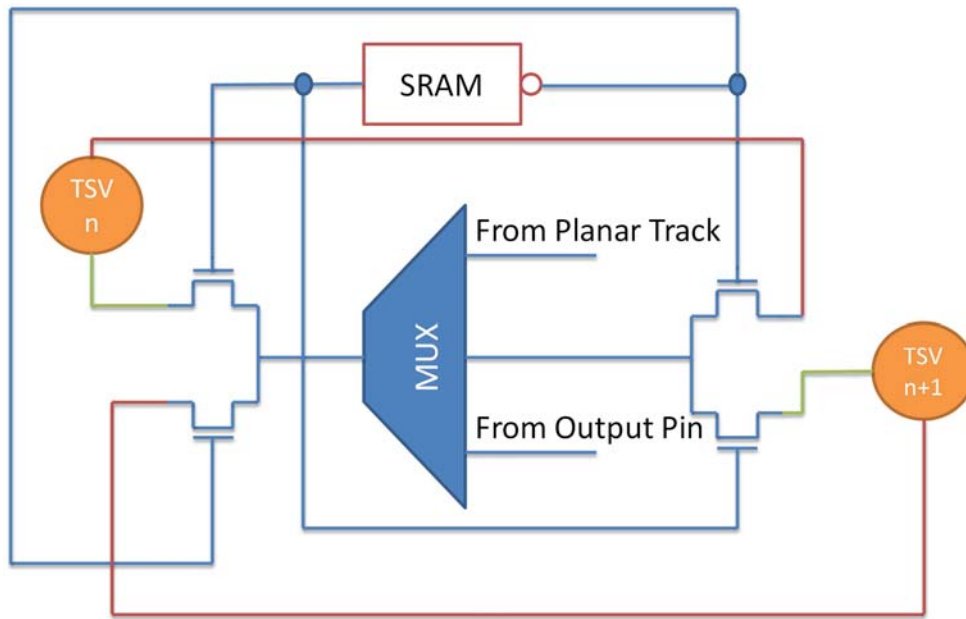 SRAM
TSV
n
From Planar Track
MUX
TSV
n+1
From Output Pin